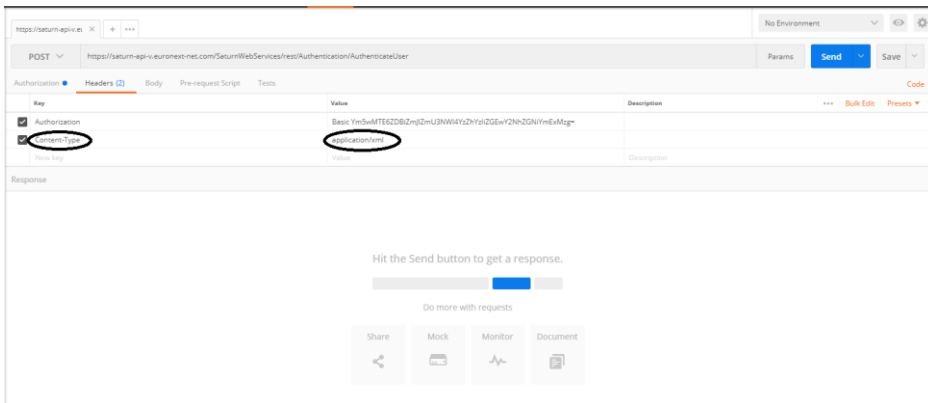 https://saturn-api-v.eu
No Environment
POST
https://saturn-api-v.euronext-net.com/SaturnWebServices/rest/Authentication/AuthenticateUser
Params
Send
Save
Authorization
Headers (2)
Body
Pre-request Script
Tests
Code
Key
Value
Description
Bulk Edit
Presets
Authorization
Basic
Content-Type
application/xml
New key
Value
Description
Response
Hit the Send button to get a response.
Do more with requests
Share
Mock
Monitor
Document